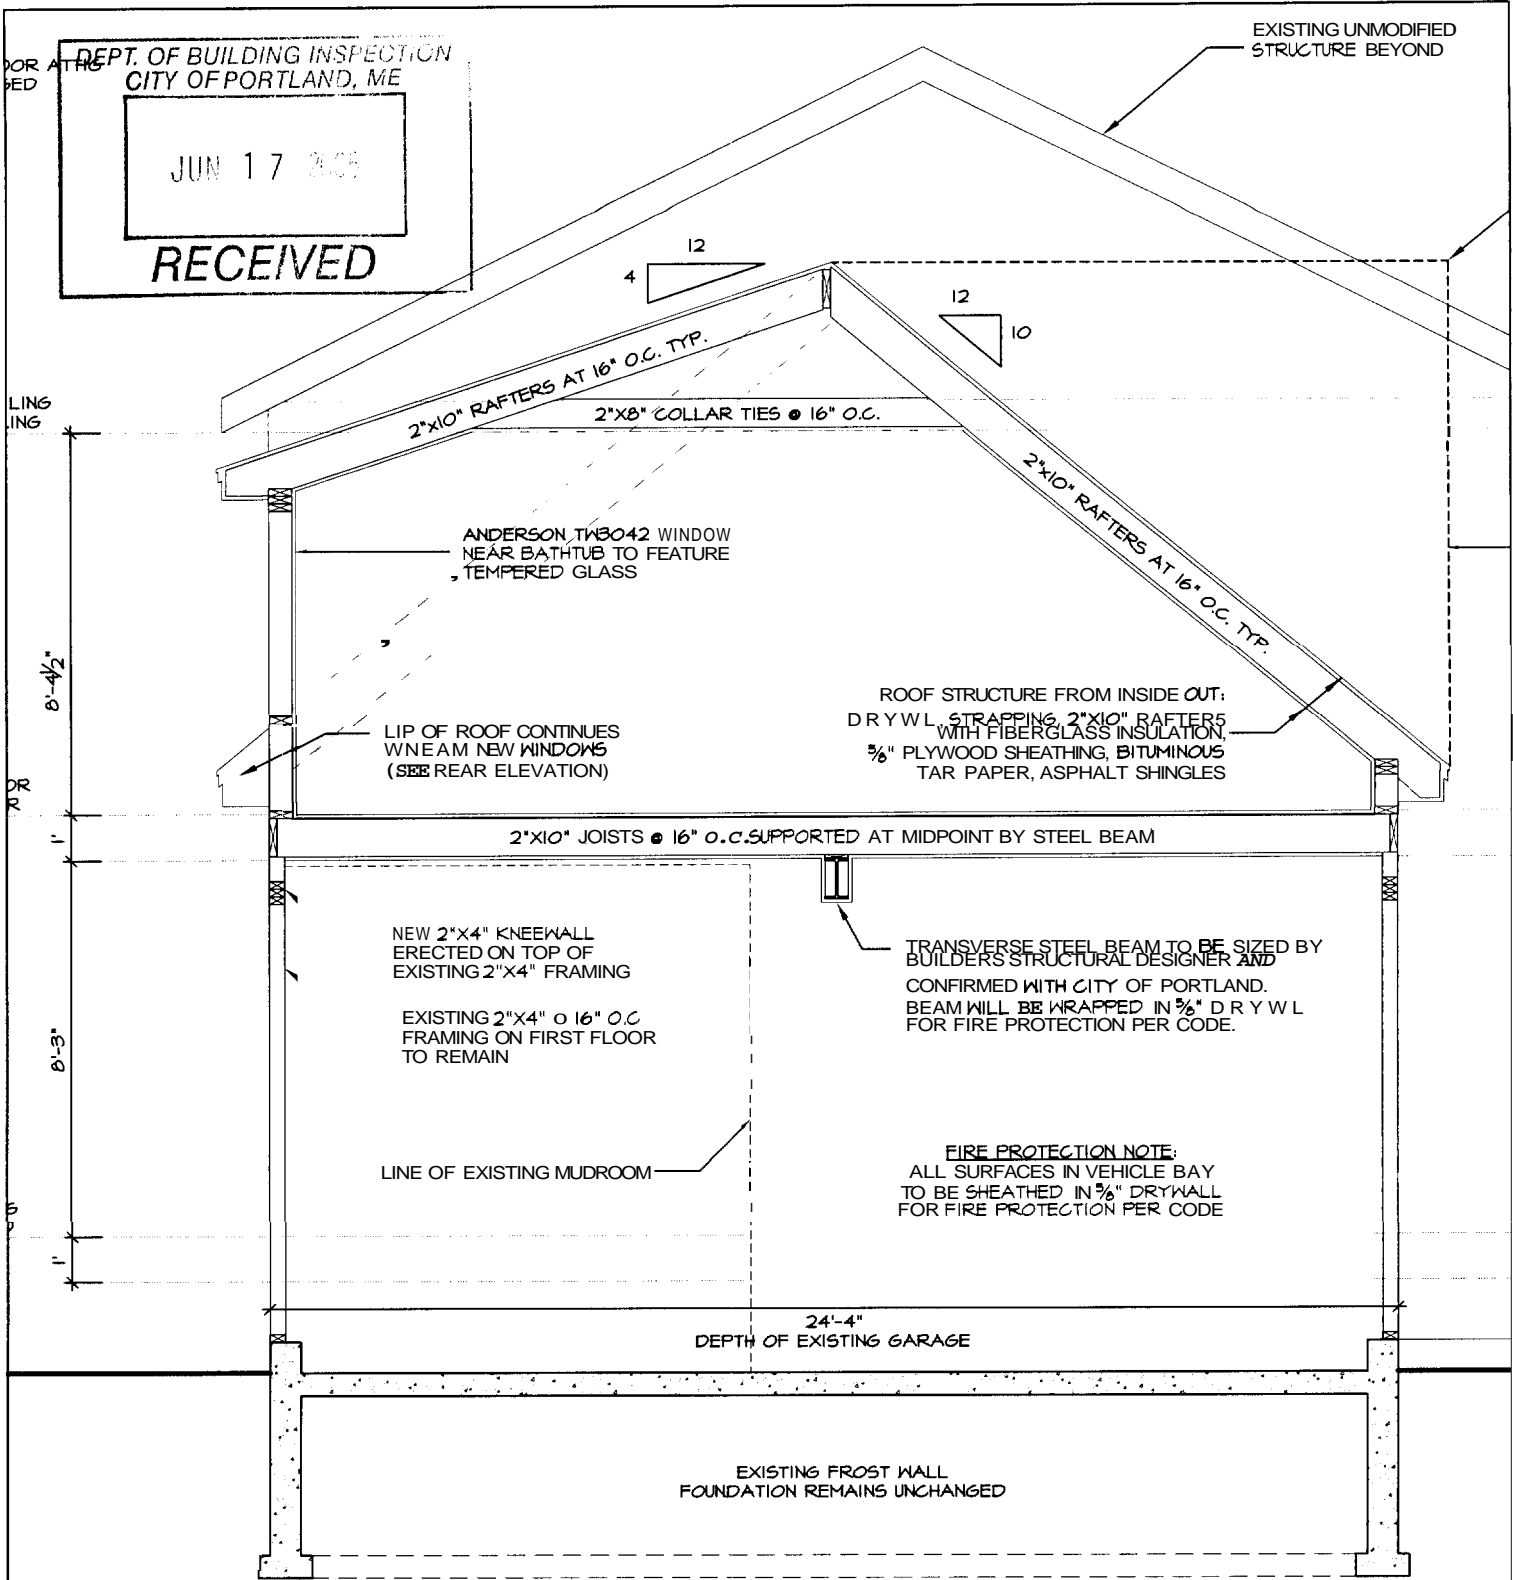 DEPT. OF BUILDING INSPECTION
CITY OF PORTLAND, ME
JUN 17
RECEIVED
EXISTING UNMODIFIED
STRUCTURE BEYOND
12
4
12
10
LING
2"X10" RAFTERS AT 16" O.C. TYP.
2"X8" COLLAR TIES @ 16" O.C.
2"X10" RAFTERS AT 16" O.C. TYP.
ANDERSON TW3042 WINDOW
NEAR BATHTUB TO FEATURE
TEMPERED GLASS
8'-4½"
LIP OF ROOF CONTINUES
WNEAM NEW WINDOWS
(SEE REAR ELEVATION)
ROOF STRUCTURE FROM INSIDE OUT:
DRYWL, STRAPPING, 2"X10" RAFTERS
WITH FIBERGLASS INSULATION,
⅝" PLYWOOD SHEATHING, BITUMINOUS
TAR PAPER, ASPHALT SHINGLES
1'
2"X10" JOISTS @ 16" O.C. SUPPORTED AT MIDPOINT BY STEEL BEAM
NEW 2"X4" KNEEWALL
ERECTED ON TOP OF
EXISTING 2"X4" FRAMING
EXISTING 2"X4" O 16" O.C
FRAMING ON FIRST FLOOR
TO REMAIN
TRANSVERSE STEEL BEAM TO BE SIZED BY
BUILDERS STRUCTURAL DESIGNER AND
CONFIRMED WITH CITY OF PORTLAND.
BEAM WILL BE WRAPPED IN ⅝" DRYWL
FOR FIRE PROTECTION PER CODE.
8'-3"
LINE OF EXISTING MUDROOM
FIRE PROTECTION NOTE:
ALL SURFACES IN VEHICLE BAY
TO BE SHEATHED IN ⅝" DRYWALL
FOR FIRE PROTECTION PER CODE
1'
24'-4"
DEPTH OF EXISTING GARAGE
EXISTING FROST WALL
FOUNDATION REMAINS UNCHANGED